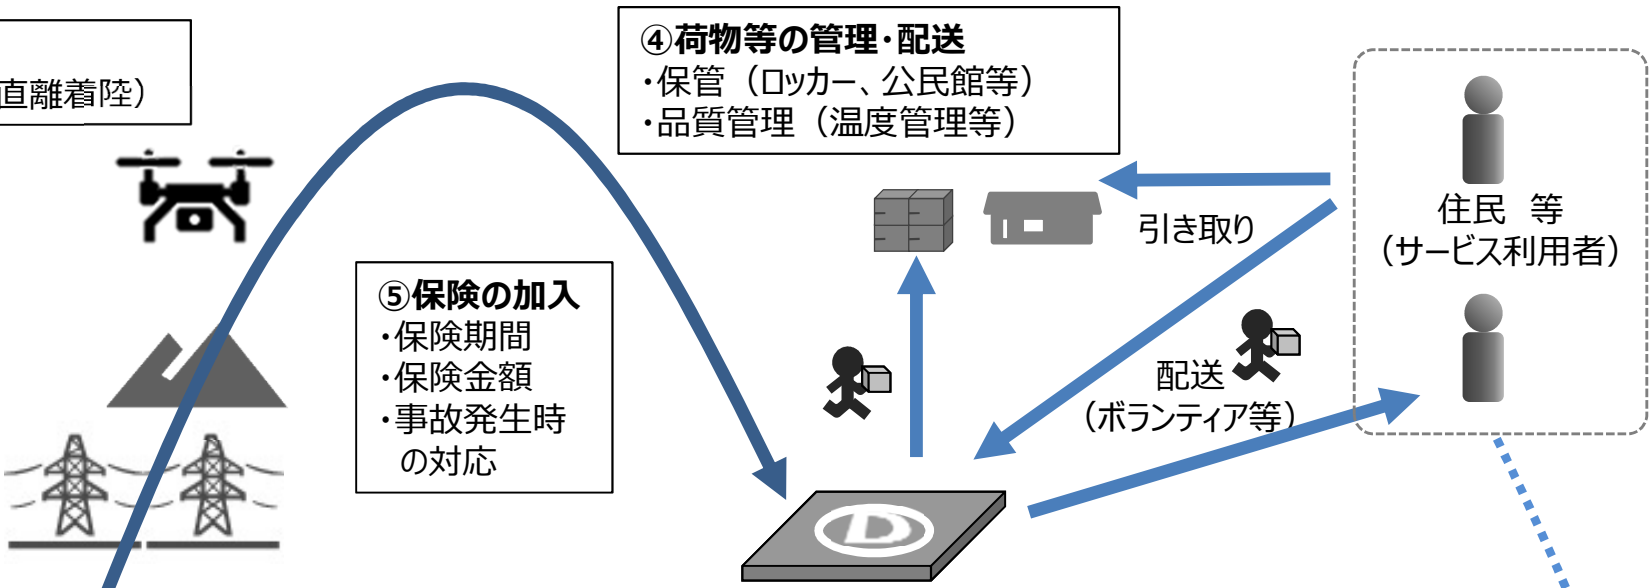 直離着陸）
④荷物等の管理・配送
・保管（ロッカー、公民館等）
・品質管理（温度管理等）
引き取り
住民 等
（サービス利用者）
⑤保険の加入
・保険期間
・保険金額
・事故発生時
の対応
配送
（ボランティア等）
D